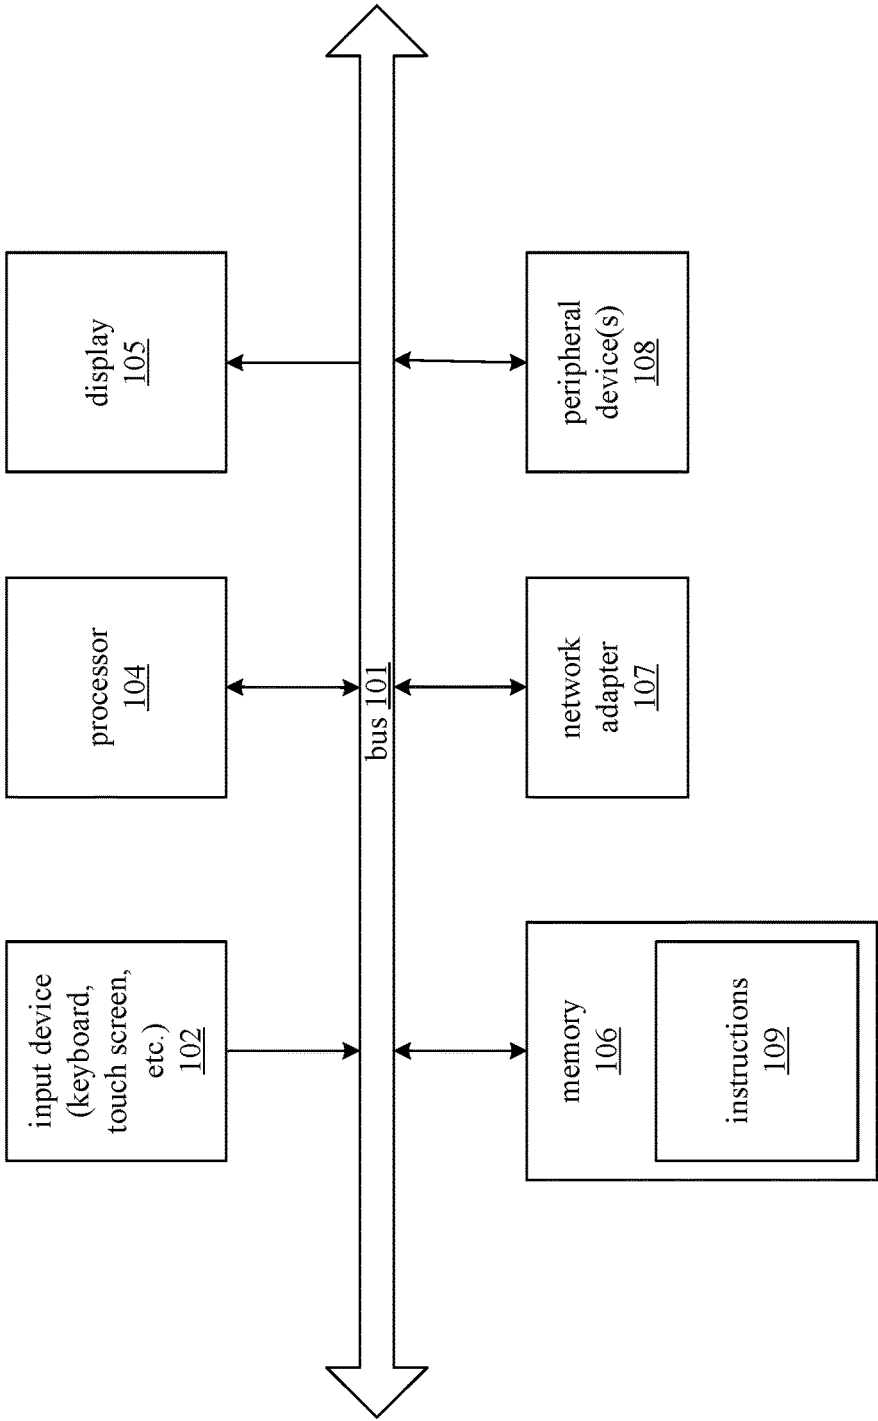 input device
(keyboard,
touch screen,
etc.)
102
processor
104
display
105
bus 101
memory
106
instructions
109
network
adapter
107
peripheral
device(s)
108